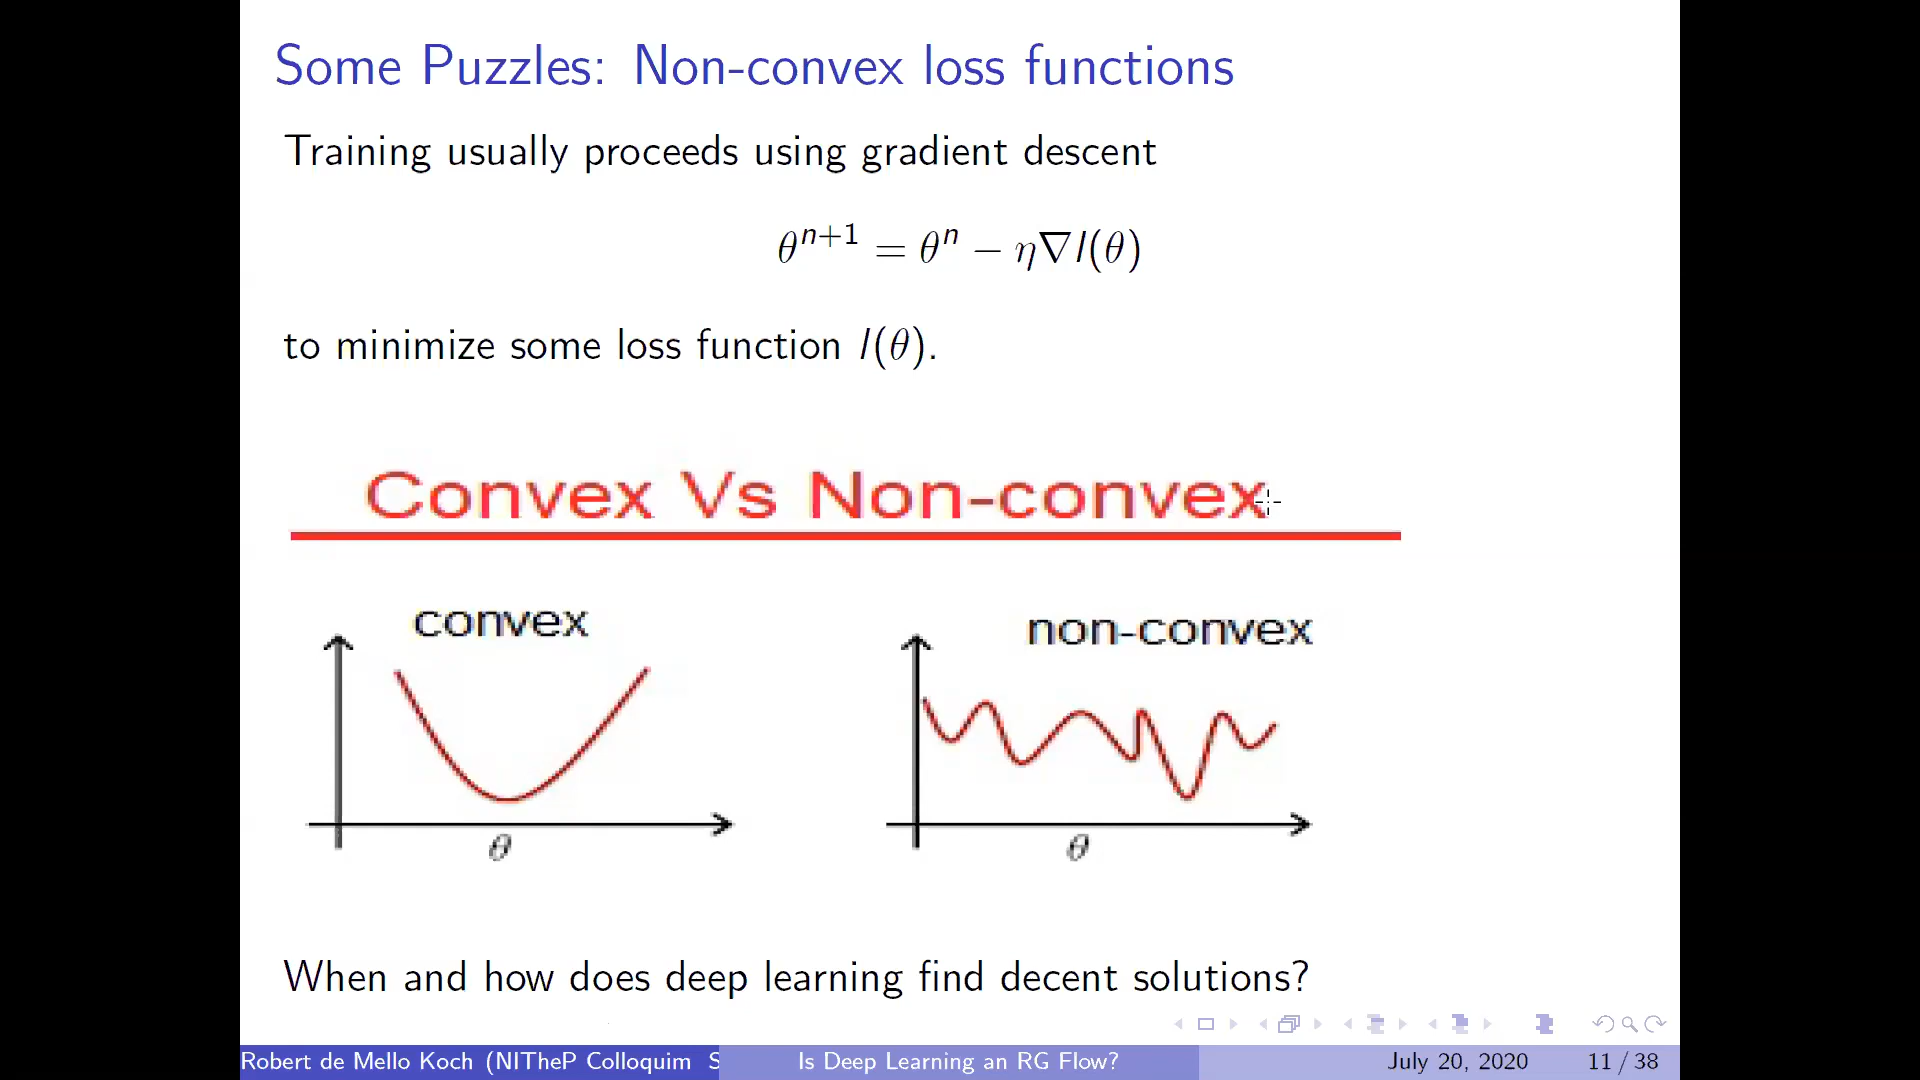 Some Puzzles: Non-convex loss functions
Training usually proceeds using gradient descent
θ^{n+1} = θ^n − η∇l(θ)
to minimize some loss function l(θ).
Convex Vs Non-convex
convex
non-convex
θ
θ
When and how does deep learning find decent solutions?
Robert de Mello Koch (NITheP Colloquim S
Is Deep Learning an RG Flow?
July 20, 2020
11 / 38